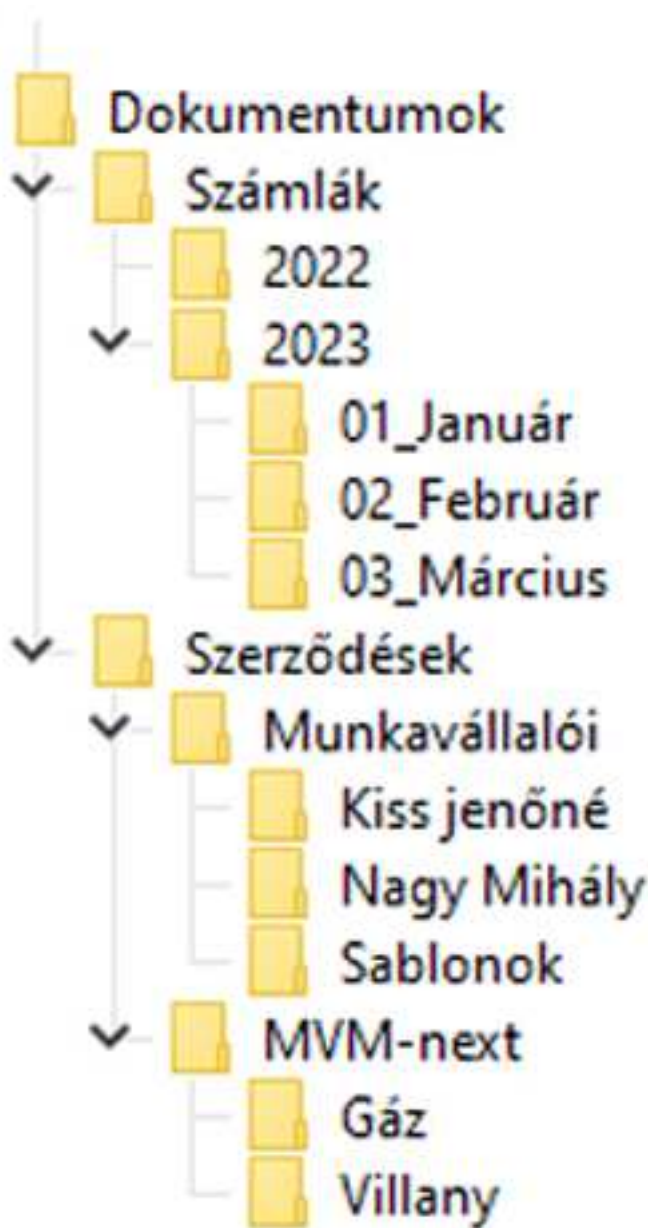 Dokumentumok
Számlák
2022
2023
01_Január
02_Február
03_Március
Szerződések
Munkavállalói
Kiss jenőné
Nagy Mihály
Sablonok
MVM-next
Gáz
Villany